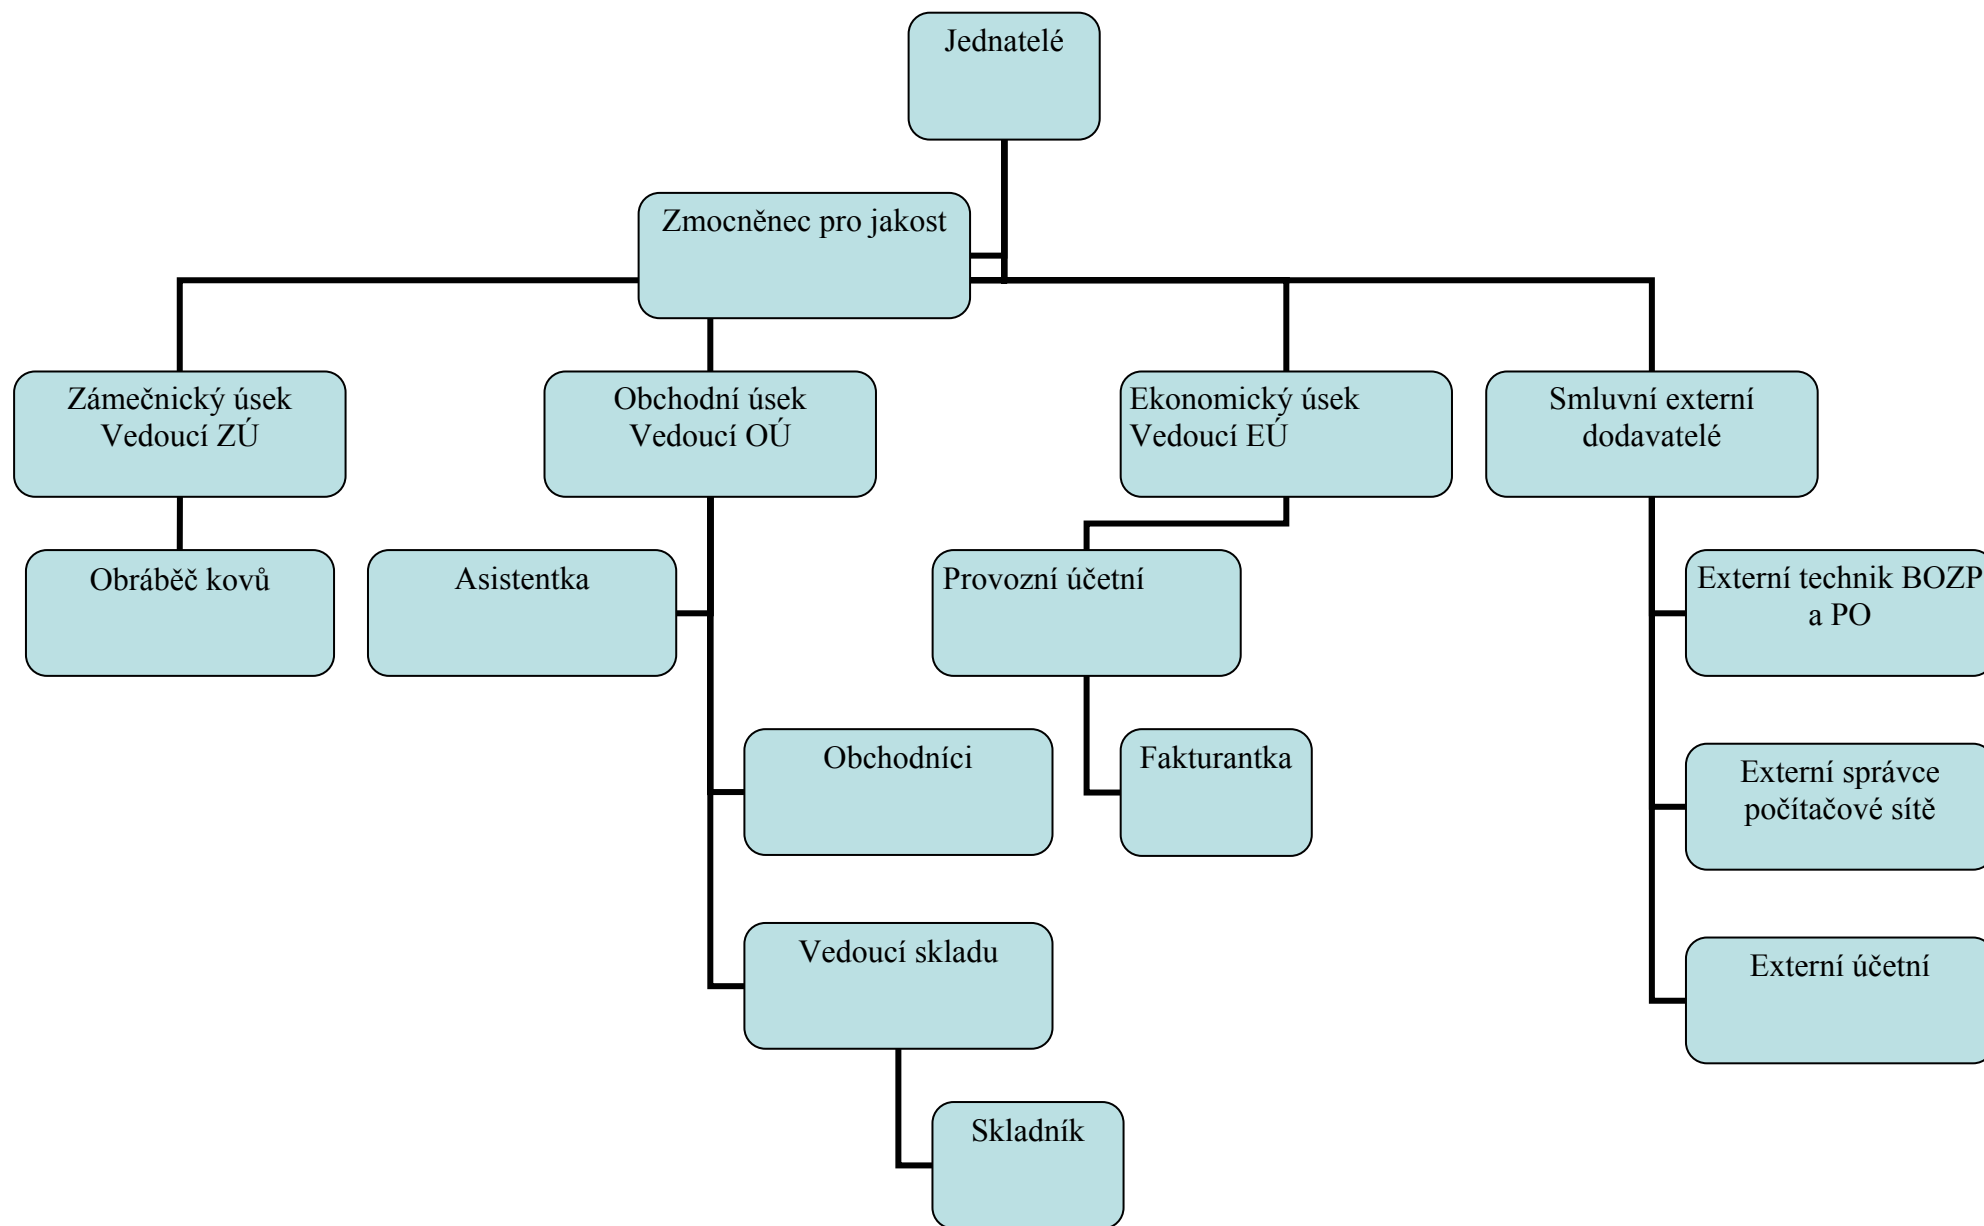 Jednatelé
Zmocněnec pro jakost
Zámečnický úsek
Vedoucí ZÚ
Obchodní úsek
Vedoucí OÚ
Ekonomický úsek
Vedoucí EÚ
Smluvní externí
dodavatelé
Obráběč kovů
Asistentka
Provozní účetní
Externí technik BOZP
a PO
Obchodníci
Fakturantka
Externí správce
počítačové sítě
Vedoucí skladu
Externí účetní
Skladník